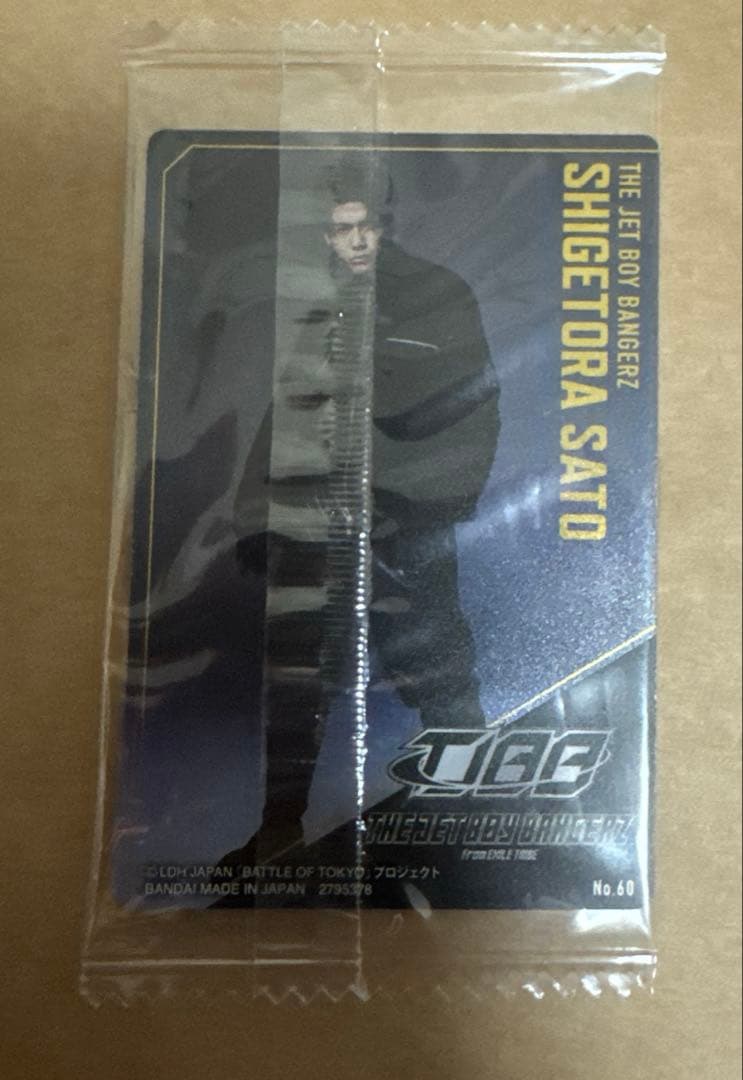 THE JET BOY BANGERZ
SHIGETORA SATO
TJBB
THE JET BOY BANGERZ
from EXILE TRIBE
© LDH JAPAN 「BATTLE OF TOKYO」プロジェクト
BANDAI MADE IN JAPAN 2795378
No.60